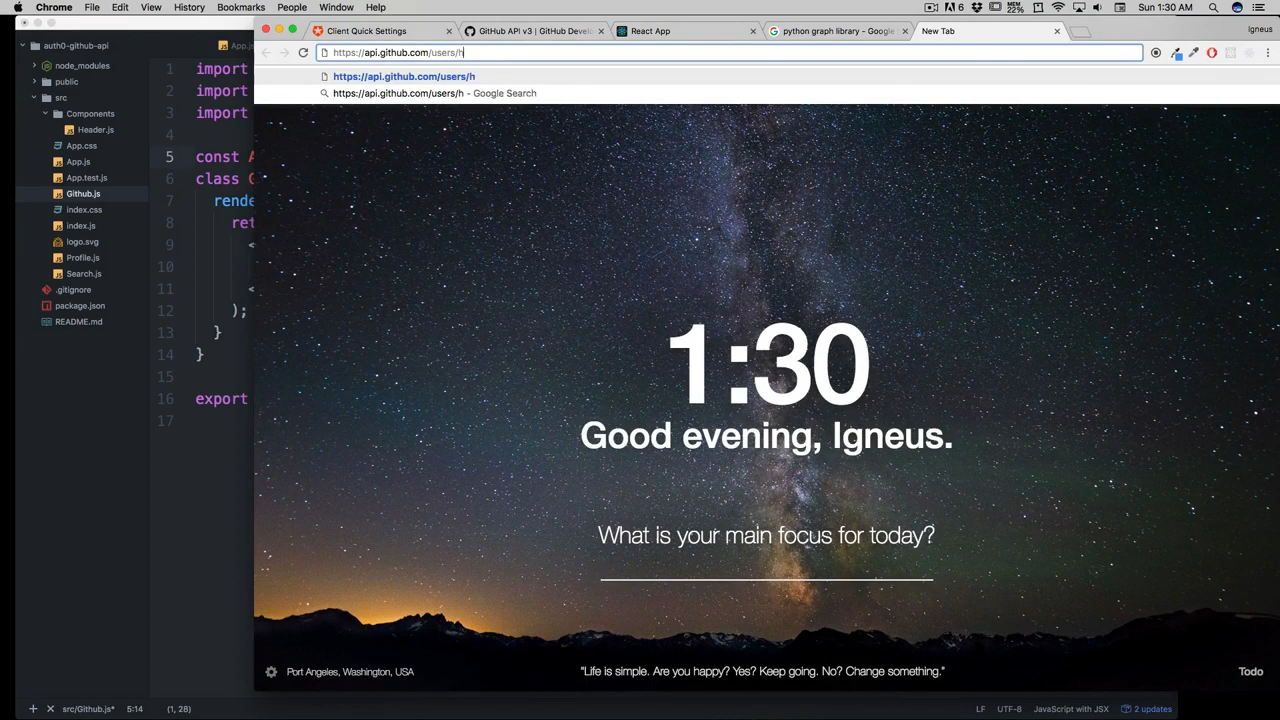 Chrome File Edit View History Bookmarks People Window Help
MEM 22% Sun 1:30 AM
Client Quick Settings
GitHub API v3 | GitHub Develo
React App
python graph library - Google
New Tab
Igneus
https://api.github.com/users/h
https://api.github.com/users/h
https://api.github.com/users/h - Google Search
auth0-github-api
node_modules
public
src
Components
Header.js
App.css
App.js
App.test.js
Github.js
index.css
index.js
logo.svg
Profile.js
Search.js
.gitignore
package.json
README.md
App.js
1 import
2 import
3 import
4
5 const A
6 class G
7 rende
8 ret
9 <
10
11 <
12 );
13 }
14 }
15
16 export
17
1:30
Good evening, Igneus.
What is your main focus for today?
Port Angeles, Washington, USA
“Life is simple. Are you happy? Yes? Keep going. No? Change something.”
Todo
src/Github.js* 5:14 (1, 28)
LF UTF-8 JavaScript with JSX 2 updates